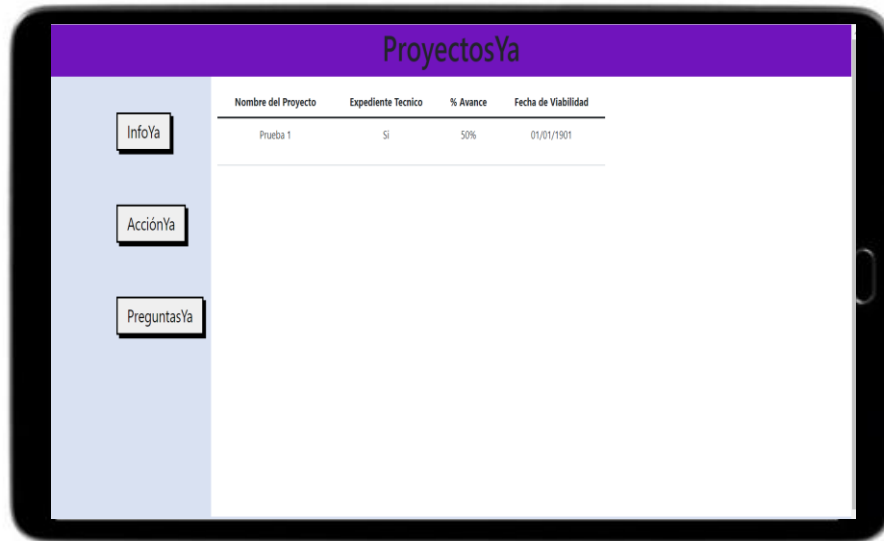 ProyectosYa
Nombre del Proyecto Expediente Tecnico % Avance Fecha de Viabilidad
Prueba 1 Si 50% 01/01/1901
InfoYa
AcciónYa
PreguntasYa